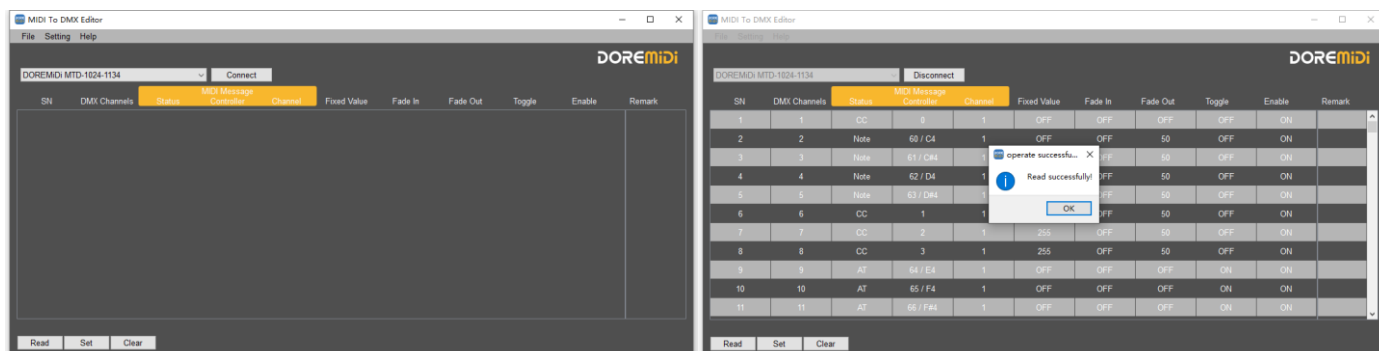 MIDI To DMX Editor
File Setting Help
DOREMiDi
DOREMiDi MTD-1024-1134 Connect
MIDI Message
SN DMX Channels Status Controller Channel Fixed Value Fade In Fade Out Toggle Enable Remark
Read Set Clear
MIDI To DMX Editor
File Setting Help
DOREMiDi
DOREMiDi MTD-1024-1134 Disconnect
MIDI Message
SN DMX Channels Status Controller Channel Fixed Value Fade In Fade Out Toggle Enable Remark
1 1 CC 0 1 OFF OFF OFF OFF ON
2 2 Note 60 / C4 1 OFF OFF 50 OFF ON
3 3 Note 61 / C#4 50 OFF ON
4 4 Note 62 / D4 50 OFF ON
5 5 Note 63 / D#4 50 OFF ON
6 6 CC 1 50 OFF ON
7 7 CC 2 1 255 OFF 50 OFF ON
8 8 CC 3 1 255 OFF 50 OFF ON
9 9 AT 64 / E4 1 OFF OFF OFF ON ON
10 10 AT 65 / F4 1 OFF OFF OFF ON ON
11 11 AT 66 / F#4 1 OFF OFF OFF ON ON
operate successfu...
Read successfully!
OK
Read Set Clear